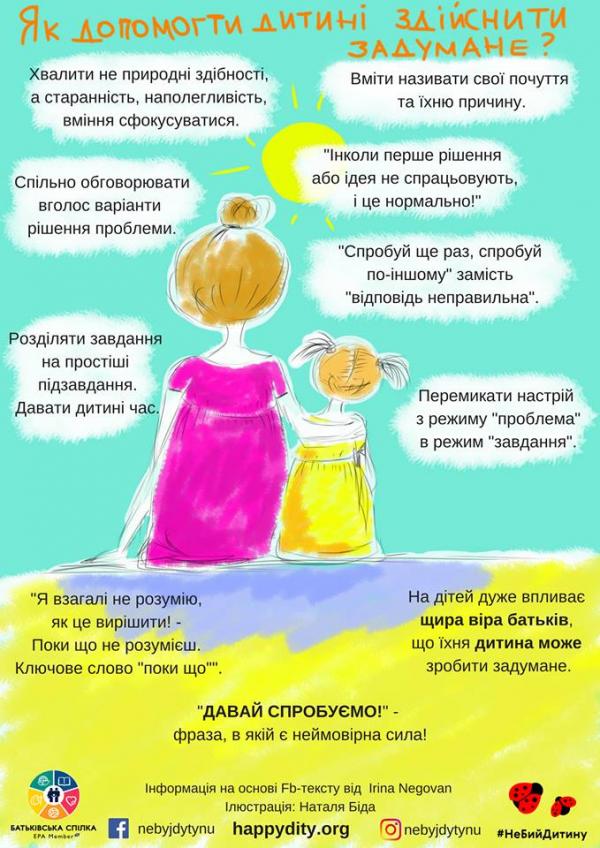 Як допомогти дитині здійснити
задумане?
Хвалити не природні здібності,
а старанність, наполегливість,
вміння сфокусуватися.
Вміти називати свої почуття
та їхню причину.
Спільно обговорювати
вголос варіанти
рішення проблеми.
"Інколи перше рішення
або ідея не спрацьовують,
і це нормально!"
"Спробуй ще раз, спробуй
по-іншому" замість
"відповідь неправильна".
Розділяти завдання
на простіші
підзавдання.
Давати дитині час.
Перемикати настрій
з режиму "проблема"
в режим "завдання".
"Я взагалі не розумію,
як це вирішити! -
Поки що не розумієш.
Ключове слово "поки що"".
На дітей дуже впливає
щира віра батьків,
що їхня дитина може
зробити задумане.
"ДАВАЙ СПРОБУЄМО!" -
фраза, в якій є неймовірна сила!
Інформація на основі Fb-тексту від Irina Negovan
Ілюстрація: Наталя Біда
БАТЬКІВСЬКА СПІЛКА
EPA Member
nebyjdytynu
happydity.org
nebyjdytynu
#НеБийДитину